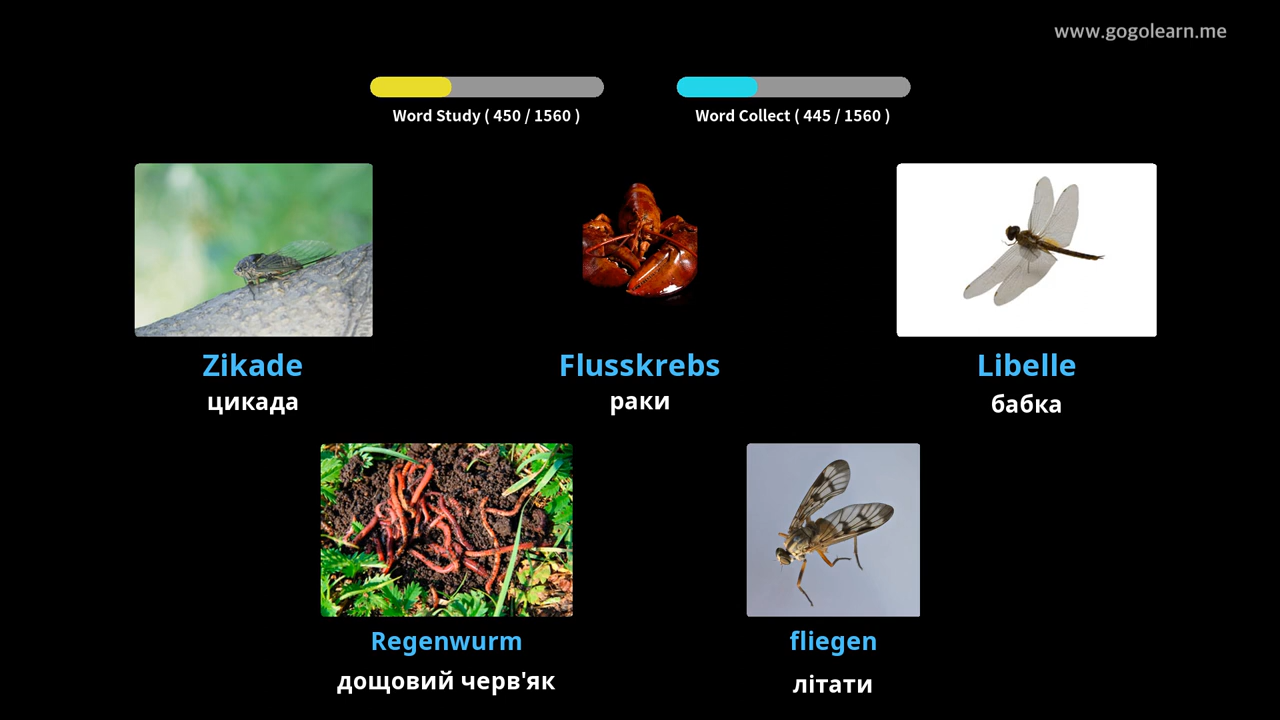 www.gogolearn.me
Word Study ( 450 / 1560 )
Word Collect ( 445 / 1560 )
Zikade
цикада
Flusskrebs
раки
Libelle
бабка
Regenwurm
дощовий черв'як
fliegen
літати